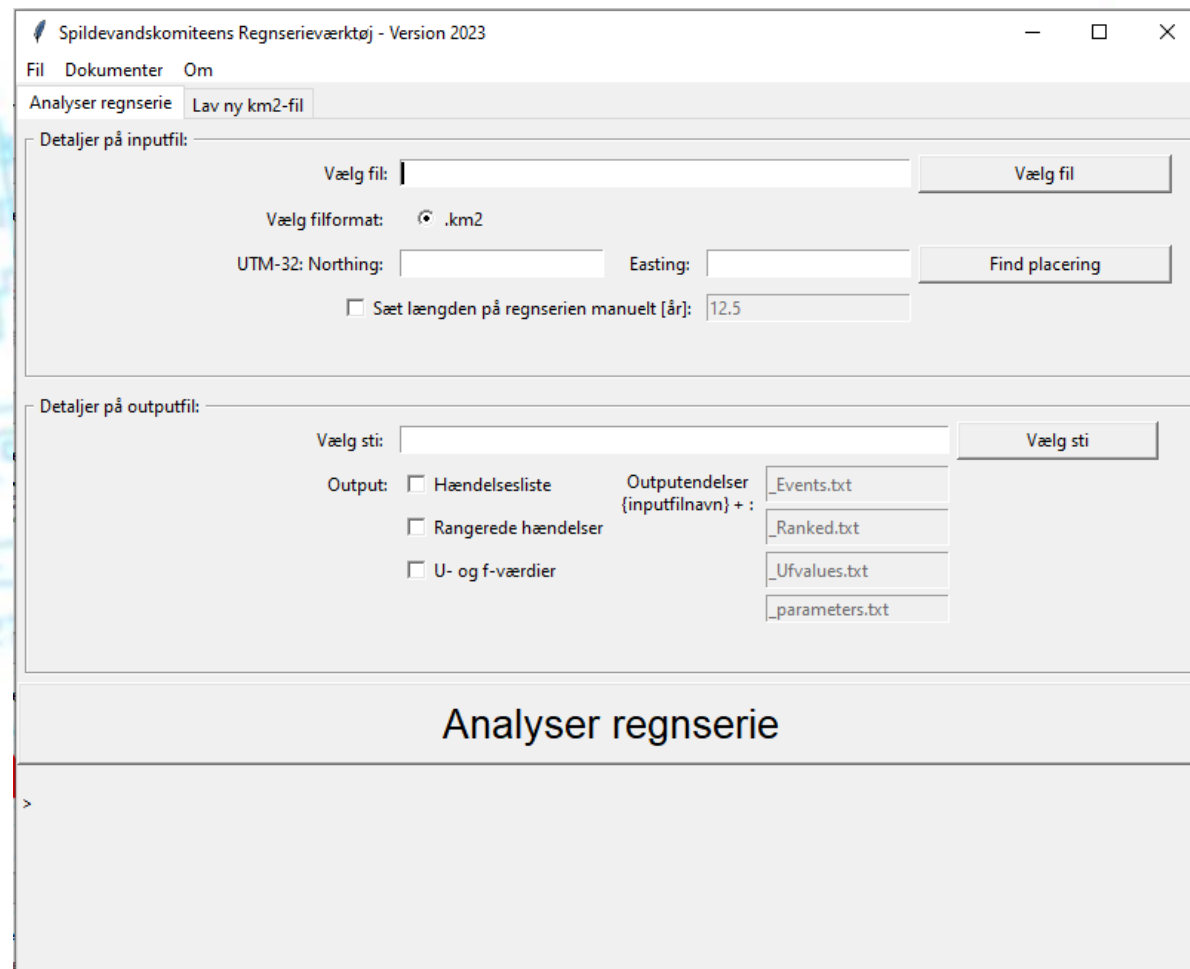 Spildevandskomiteens Regnserieværktøj - Version 2023
Fil Dokumenter Om
Analyser regnserie Lav ny km2-fil
Detaljer på inputfil:
Vælg fil: Vælg fil
Vælg filformat: .km2
UTM-32: Northing: Easting: Find placering
Sæt længden på regnserien manuelt [år]: 12.5
Detaljer på outputfil:
Vælg sti: Vælg sti
Output: Hændelsesliste Outputendelser _Events.txt
{inputfilnavn} + :
Rangerede hændelser _Ranked.txt
U- og f-værdier _Ufvalues.txt
_parameters.txt
Analyser regnserie
>